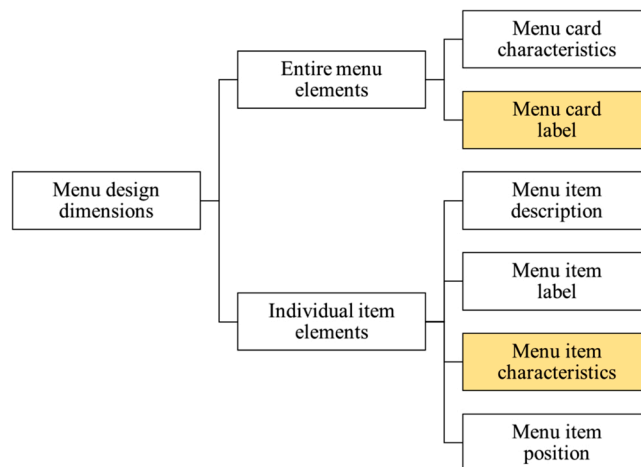 Menu design
dimensions
Entire menu
elements
Menu card
characteristics
Menu card
label
Individual item
elements
Menu item
description
Menu item
label
Menu item
characteristics
Menu item
position